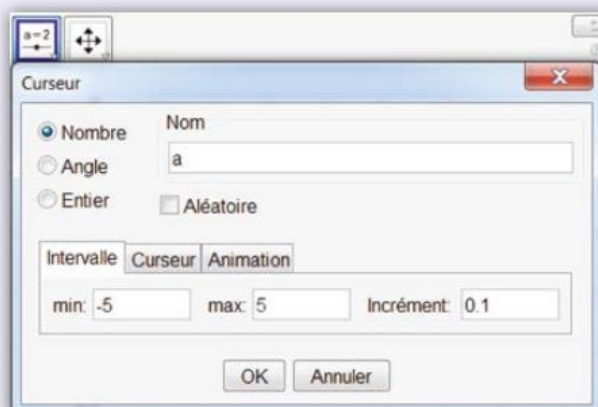 a=2
Curseur
Nombre
Angle
Entier
Nom
a
Aléatoire
Intervalle Curseur Animation
min: -5 max: 5 Incrément: 0.1
OK Annuler